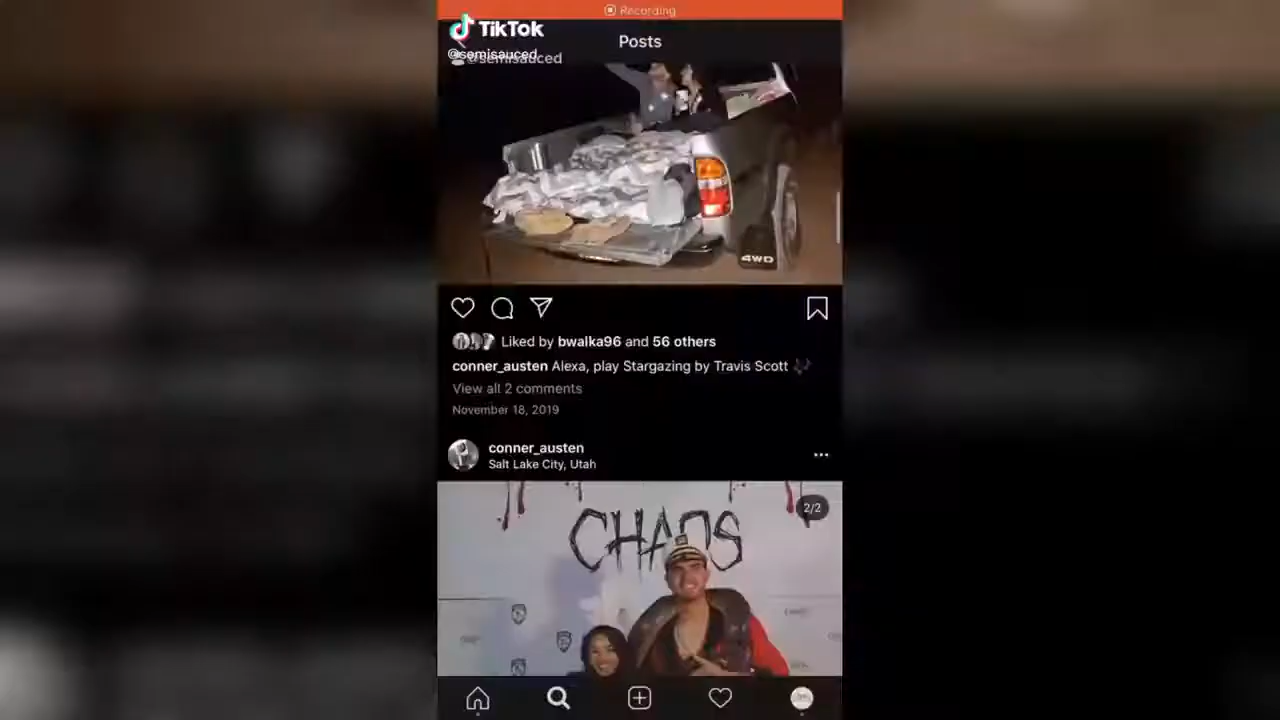 Recording
TikTok
Posts
@semisauced
@semisauced
4WD
Liked by bwalka96 and 56 others
conner_austen Alexa, play Stargazing by Travis Scott
View all 2 comments
November 18, 2019
conner_austen
Salt Lake City, Utah
2/2
CHAOS